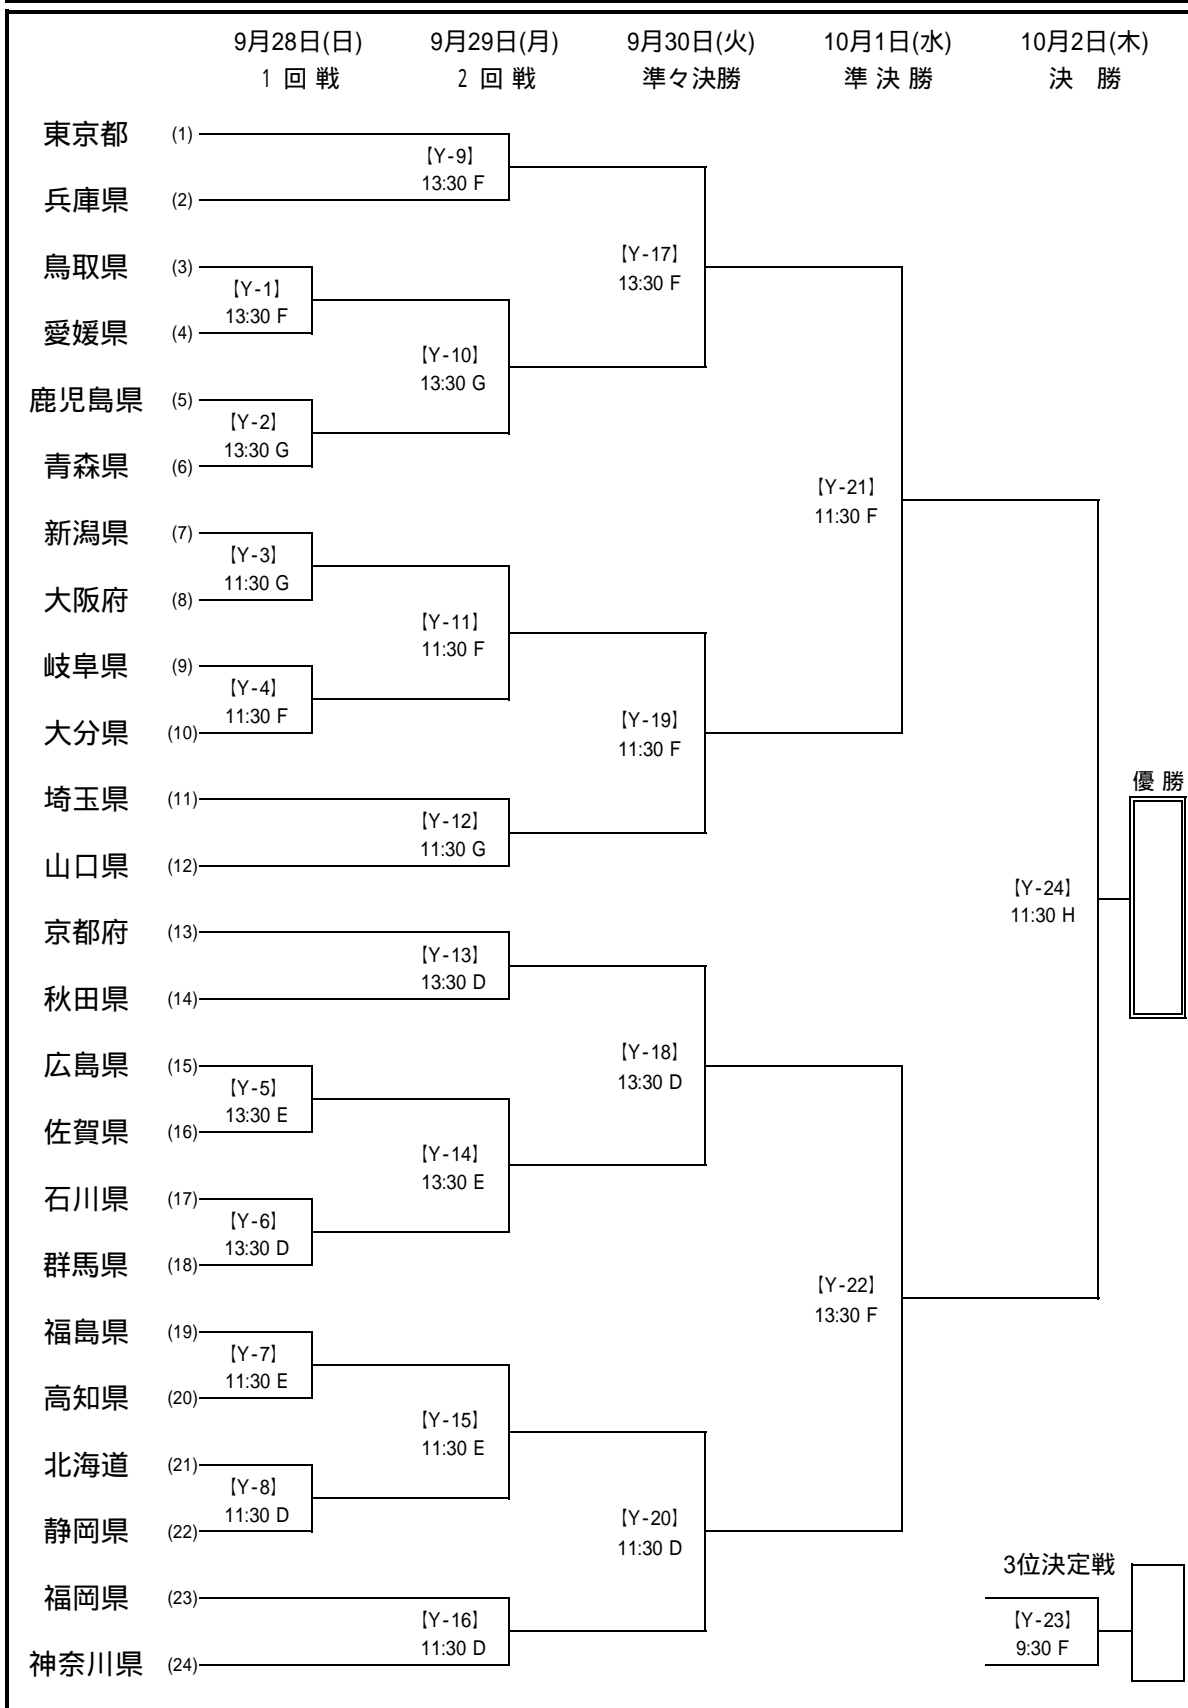 9月28日(日) 9月29日(月) 9月30日(火) 10月1日(水) 10月2日(木)
1 回 戦 2 回 戦 準々決勝 準 決 勝 決 勝
東京都 (1)
【Y-9】
13:30 F
兵庫県 (2)
【Y-17】
13:30 F
鳥取県 (3)
【Y-1】
13:30 F
愛媛県 (4)
【Y-10】
13:30 G
鹿児島県 (5)
【Y-2】
13:30 G
青森県 (6)
【Y-21】
11:30 F
新潟県 (7)
【Y-3】
11:30 G
大阪府 (8)
【Y-11】
11:30 F
岐阜県 (9)
【Y-4】
11:30 F
大分県 (10)
【Y-19】
11:30 F
埼玉県 (11)
【Y-12】
11:30 G
山口県 (12)
優 勝
【Y-24】
11:30 H
京都府 (13)
【Y-13】
13:30 D
秋田県 (14)
【Y-18】
13:30 D
広島県 (15)
【Y-5】
13:30 E
佐賀県 (16)
【Y-14】
13:30 E
石川県 (17)
【Y-6】
13:30 D
群馬県 (18)
【Y-22】
13:30 F
福島県 (19)
【Y-7】
11:30 E
高知県 (20)
【Y-15】
11:30 E
北海道 (21)
【Y-8】
11:30 D
静岡県 (22)
【Y-20】
11:30 D
福岡県 (23)
【Y-16】
11:30 D
神奈川県 (24)
3位決定戦
【Y-23】
9:30 F